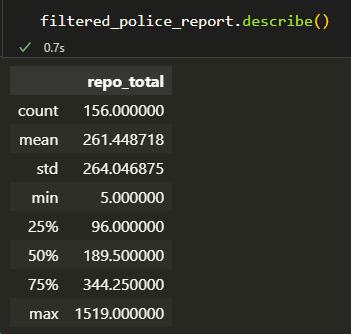 filtered_police_report.describe()
0.7s
repo_total
count 156.000000
mean 261.448718
std 264.046875
min 5.000000
25% 96.000000
50% 189.500000
75% 344.250000
max 1519.000000